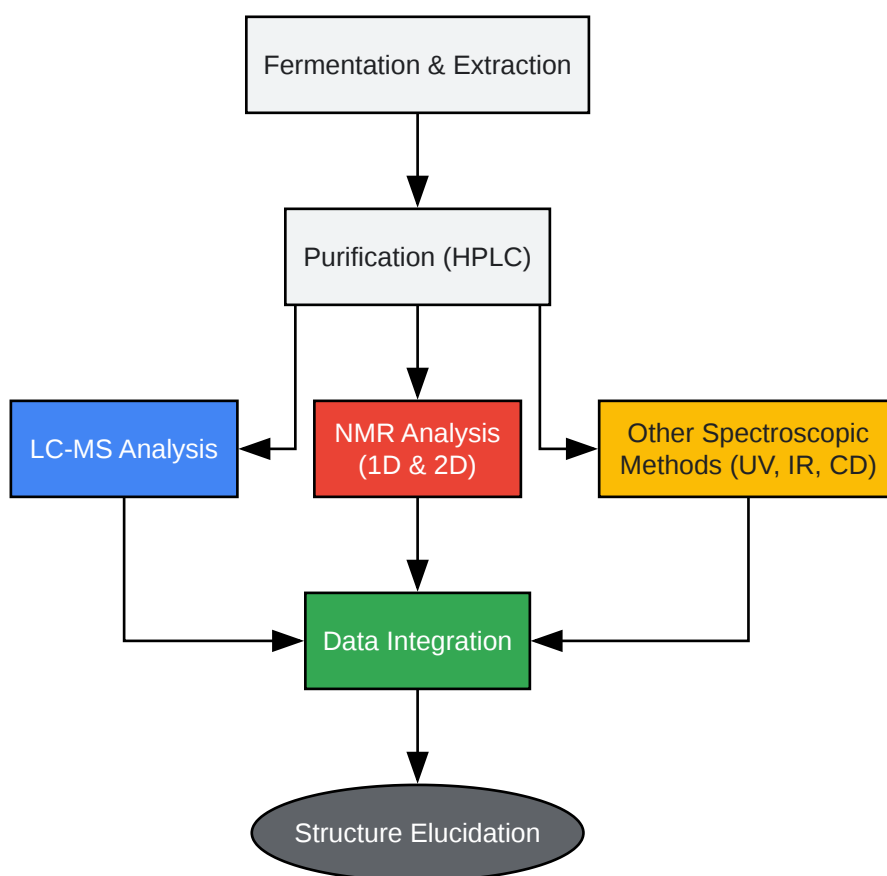 Fermentation & Extraction
Purification (HPLC)
LC-MS Analysis
NMR Analysis
(1D & 2D)
Other Spectroscopic
Methods (UV, IR, CD)
Data Integration
Structure Elucidation